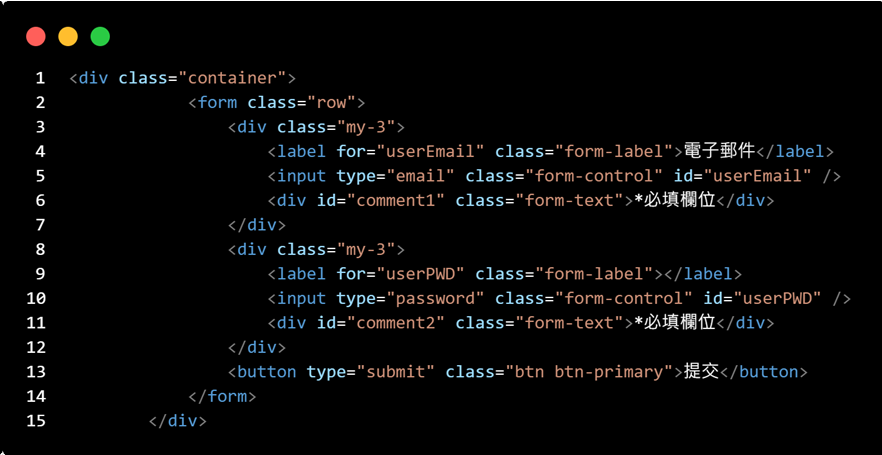 1 <div class="container">
2 <form class="row">
3 <div class="my-3">
4 <label for="userEmail" class="form-label">電子郵件</label>
5 <input type="email" class="form-control" id="userEmail" />
6 <div id="comment1" class="form-text">*必填欄位</div>
7 </div>
8 <div class="my-3">
9 <label for="userPWD" class="form-label"></label>
10 <input type="password" class="form-control" id="userPWD" />
11 <div id="comment2" class="form-text">*必填欄位</div>
12 </div>
13 <button type="submit" class="btn btn-primary">提交</button>
14 </form>
15 </div>